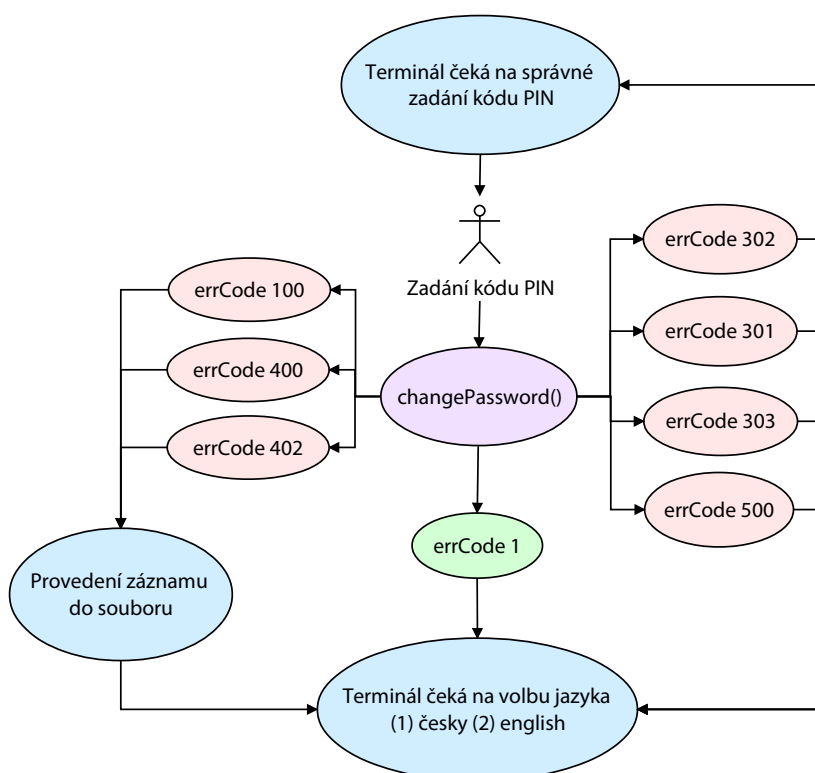 Terminál čeká na správné
zadání kódu PIN
Zadání kódu PIN
errCode 302
errCode 100
errCode 301
errCode 400
changePassword()
errCode 303
errCode 402
errCode 500
errCode 1
Provedení záznamu
do souboru
Terminál čeká na volbu jazyka
(1) česky (2) english